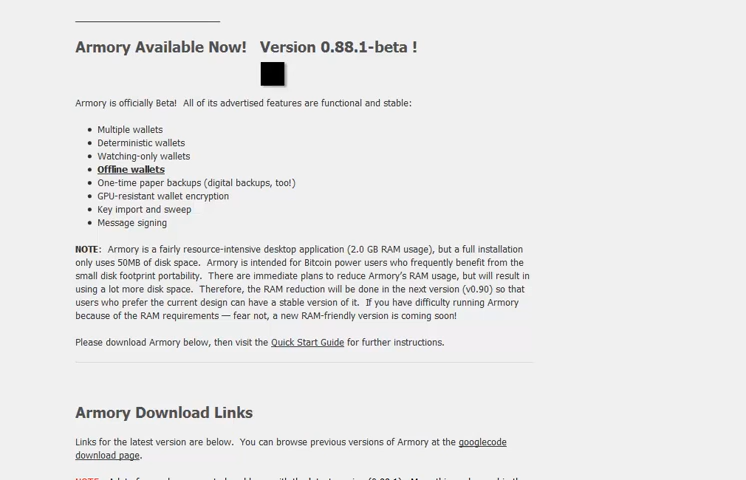 Armory Available Now!   Version 0.88.1-beta !
Armory is officially Beta!  All of its advertised features are functional and stable:
Multiple wallets
Deterministic wallets
Watching-only wallets
Offline wallets
One-time paper backups (digital backups, too!)
GPU-resistant wallet encryption
Key import and sweep
Message signing
NOTE:  Armory is a fairly resource-intensive desktop application (2.0 GB RAM usage), but a full installation
only uses 50MB of disk space.  Armory is intended for Bitcoin power users who frequently benefit from the
small disk footprint portability.  There are immediate plans to reduce Armory's RAM usage, but will result in
using a lot more disk space.  Therefore, the RAM reduction will be done in the next version (v0.90) so that
users who prefer the current design can have a stable version of it.  If you have difficulty running Armory
because of the RAM requirements — fear not, a new RAM-friendly version is coming soon!
Please download Armory below, then visit the Quick Start Guide for further instructions.
Armory Download Links
Links for the latest version are below.  You can browse previous versions of Armory at the googlecode
download page.